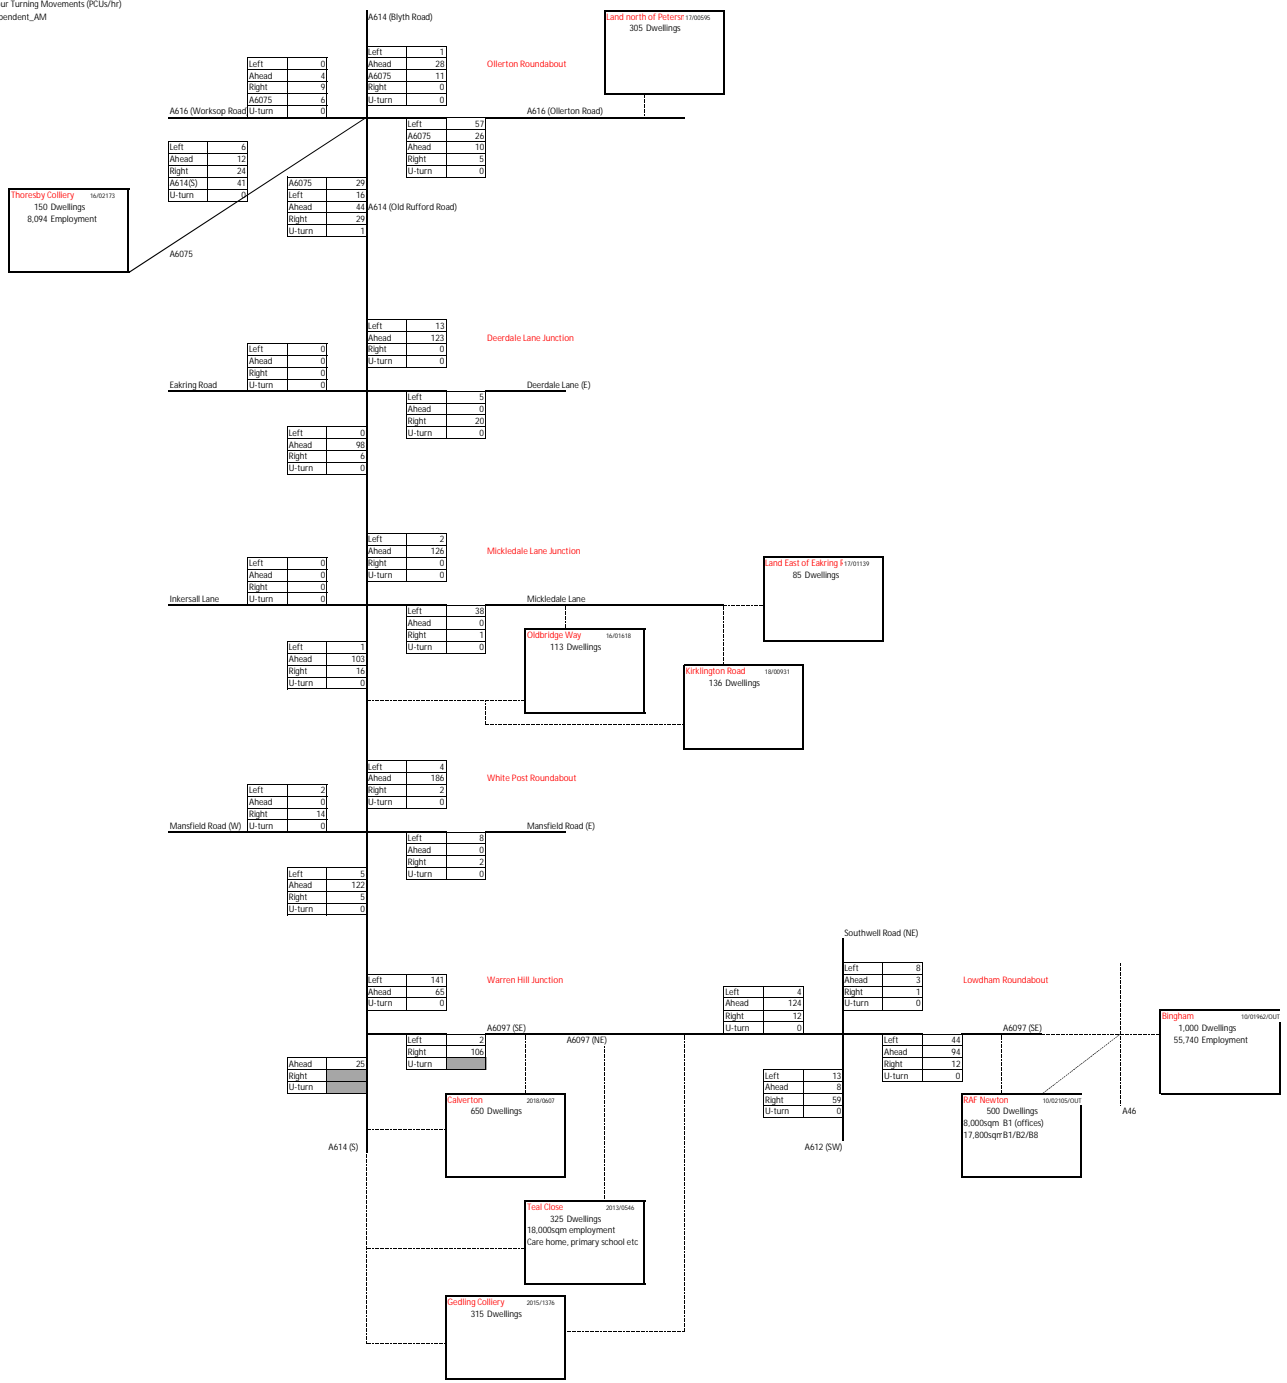 ur Turning Movements (PCUs/hr)
pendent_AM
A614 (Blyth Road)
Left 1
Ahead 28
A6075 11
Right 0
U-turn 0
Ollerton Roundabout
Land north of Petersr 17/00595
305 Dwellings
Left 0
Ahead 4
Right 9
A6075 6
U-turn 0
A616 (Worksop Road
A616 (Ollerton Road)
Left 57
A6075 26
Ahead 10
Right 5
U-turn 0
Left 6
Ahead 12
Right 24
A614(S) 41
U-turn 0
A6075 29
Left 16
Ahead 44
Right 29
U-turn 1
A614 (Old Rufford Road)
Thoresby Colliery 16/02173
150 Dwellings
8,094 Employment
A6075
Left 13
Ahead 123
Right 0
U-turn 0
Deerdale Lane Junction
Left 0
Ahead 0
Right 0
U-turn 0
Eakring Road
Deerdale Lane (E)
Left 5
Ahead 0
Right 20
U-turn 0
Left 0
Ahead 98
Right 6
U-turn 0
Left 2
Ahead 126
Right 0
U-turn 0
Mickledale Lane Junction
Left 0
Ahead 0
Right 0
U-turn 0
Inkersall Lane
Mickledale Lane
Land East of Eakring F 17/01139
85 Dwellings
Left 38
Ahead 0
Right 1
U-turn 0
Oldbridge Way 16/01618
113 Dwellings
Left 1
Ahead 103
Right 16
U-turn 0
Kirklington Road 18/00931
136 Dwellings
Left 4
Ahead 186
Right 2
U-turn 0
White Post Roundabout
Left 2
Ahead 0
Right 14
U-turn 0
Mansfield Road (W)
Mansfield Road (E)
Left 8
Ahead 0
Right 2
U-turn 0
Left 5
Ahead 122
Right 5
U-turn 0
Southwell Road (NE)
Left 141
Ahead 65
U-turn 0
Warren Hill Junction
Left 4
Ahead 124
Right 12
U-turn 0
Left 8
Ahead 3
Right 1
U-turn 0
Lowdham Roundabout
A6097 (SE)
A6097 (NE)
A6097 (SE)
Left 2
Right 106
U-turn
Left 44
Ahead 94
Right 12
U-turn 0
Bingham 10/01962/OUT
1,000 Dwellings
55,740 Employment
Ahead 25
Right
U-turn
Left 13
Ahead 8
Right 59
U-turn 0
Calverton 2018/0607
650 Dwellings
RAF Newton 10/02105/OUT
500 Dwellings
8,000sqm B1 (offices)
17,800sqm B1/B2/B8
A46
A614 (S)
A612 (SW)
Teal Close 2013/0546
325 Dwellings
18,000sqm employment
Care home, primary school etc
Gedling Colliery 2015/1376
315 Dwellings